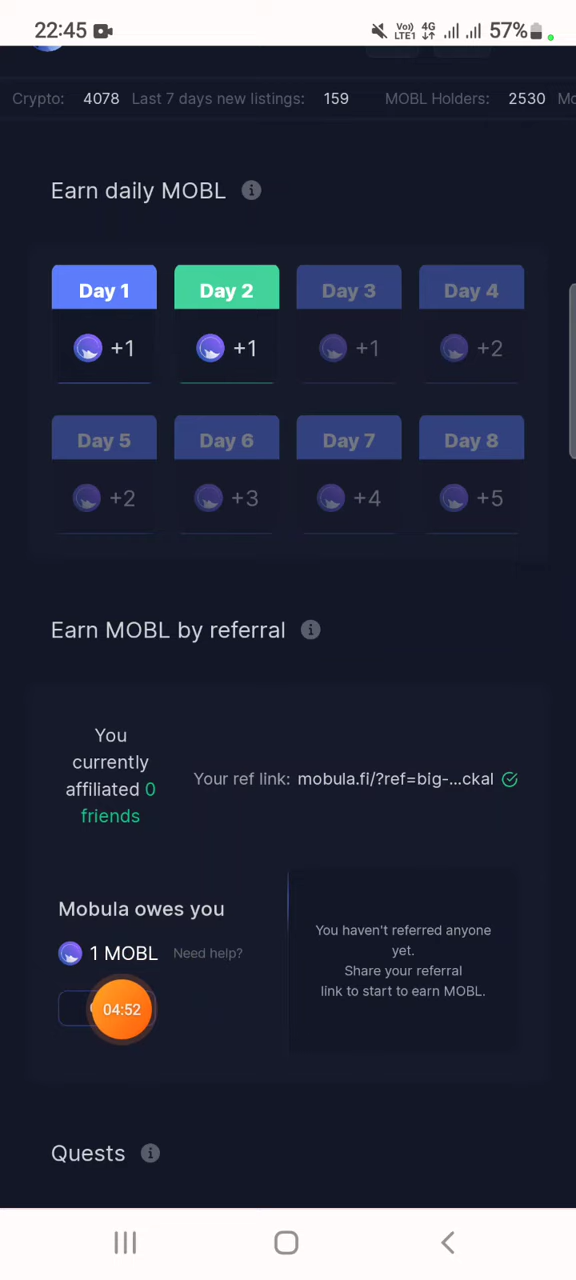 22:45 Vo)) LTE1 4G 57%
Crypto: 4078 Last 7 days new listings: 159 MOBL Holders: 2530
Earn daily MOBL
Day 1 Day 2 Day 3 Day 4
+1 +1 +1 +2
Day 5 Day 6 Day 7 Day 8
+2 +3 +4 +5
Earn MOBL by referral
You
currently
affiliated 0
friends
Your ref link: mobula.fi/?ref=big-...ckal
Mobula owes you
1 MOBL Need help?
04:52
You haven't referred anyone
yet.
Share your referral
link to start to earn MOBL.
Quests